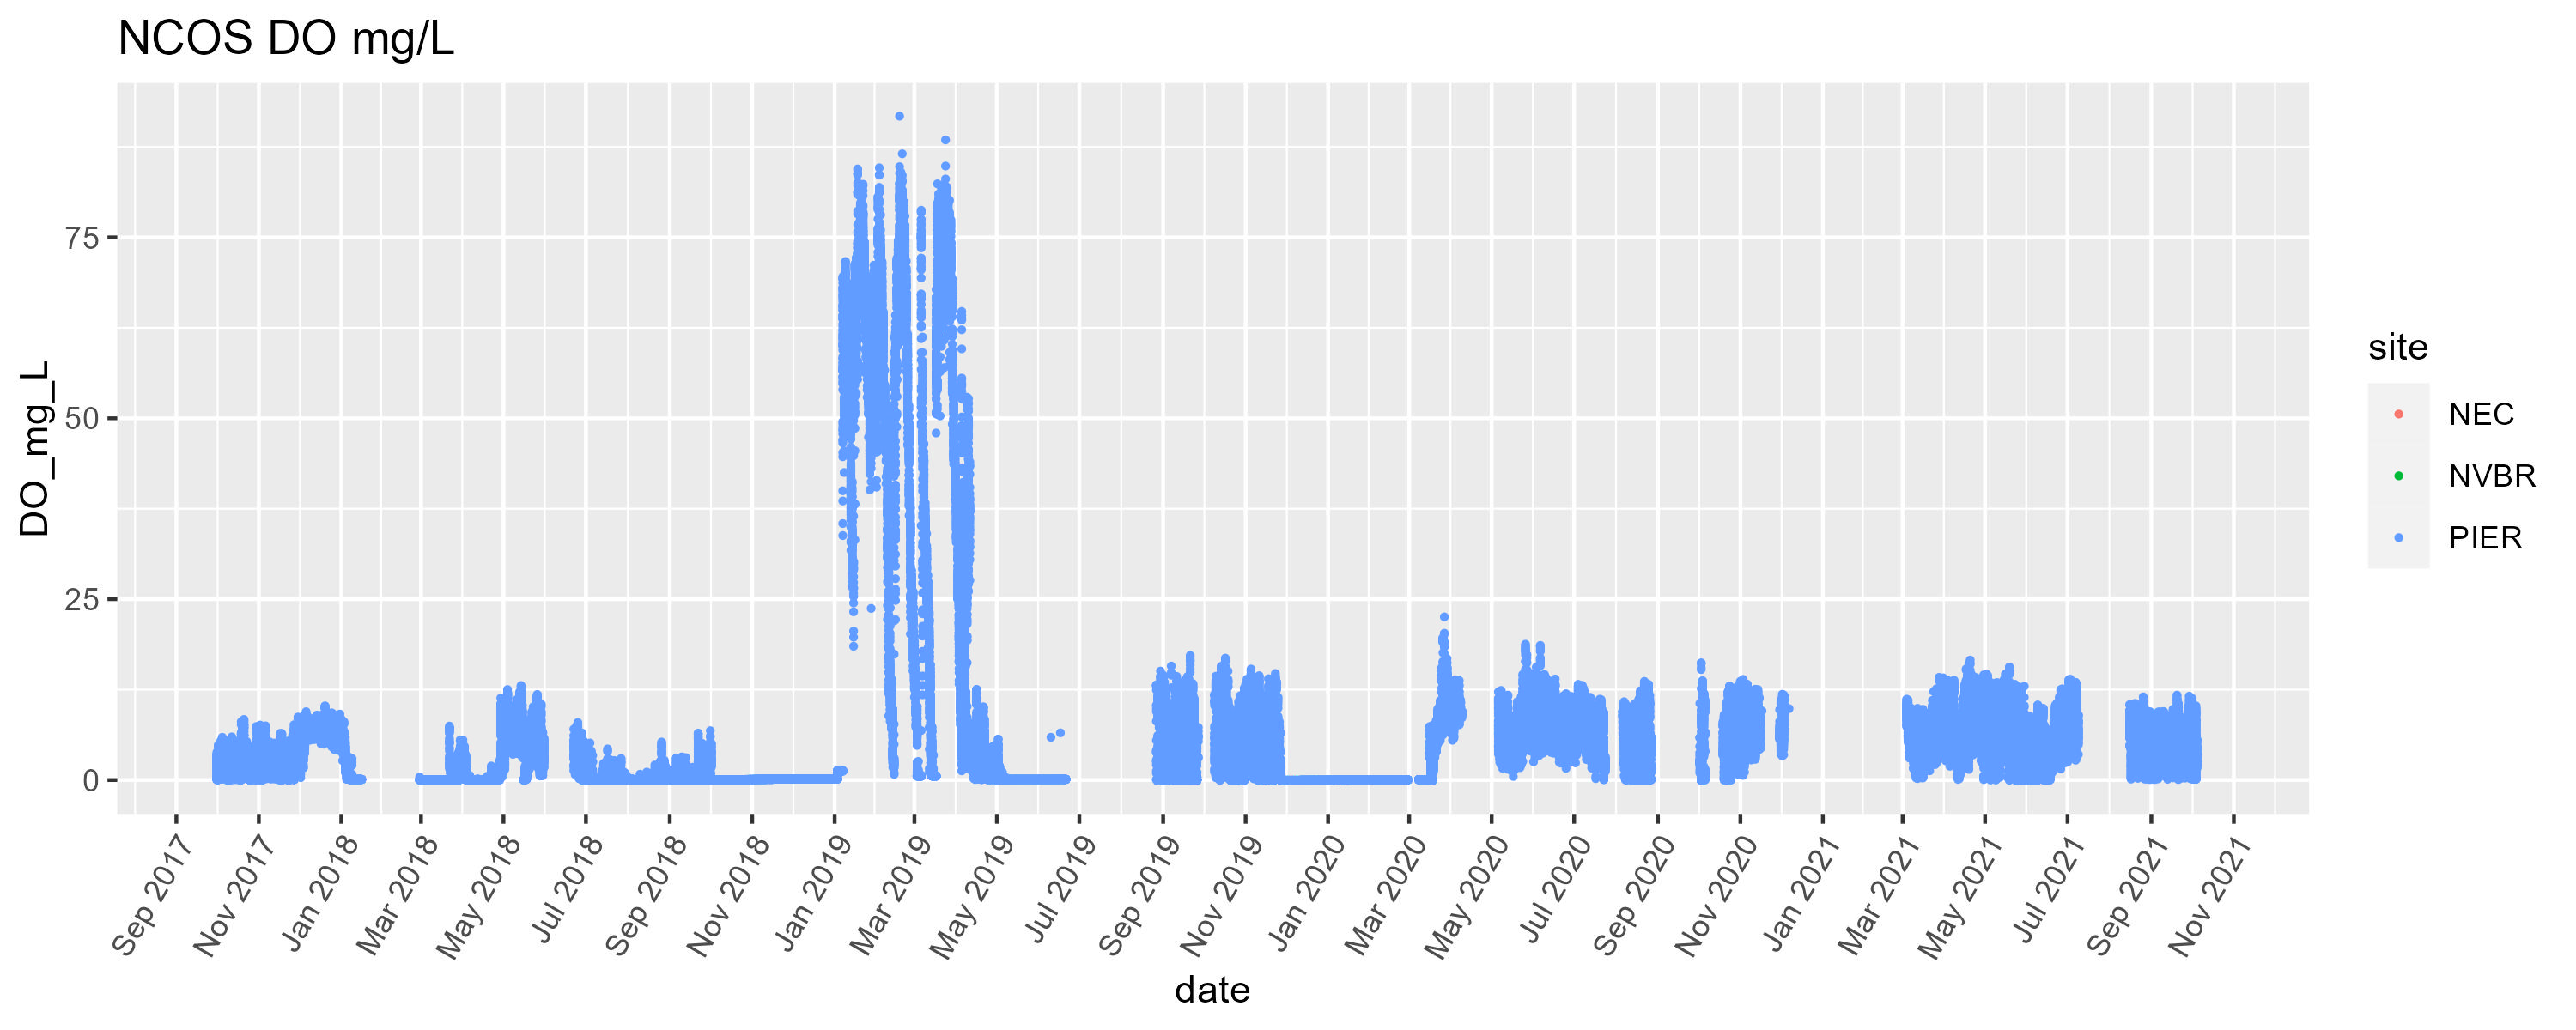 NCOS DO mg/L
DO_mg_L
75
50
25
0
Sep 2017
Nov 2017
Jan 2018
Mar 2018
May 2018
Jul 2018
Sep 2018
Nov 2018
Jan 2019
Mar 2019
May 2019
Jul 2019
Sep 2019
Nov 2019
Jan 2020
Mar 2020
May 2020
Jul 2020
Sep 2020
Nov 2020
Jan 2021
Mar 2021
May 2021
Jul 2021
Sep 2021
Nov 2021
date
site
NEC
NVBR
PIER